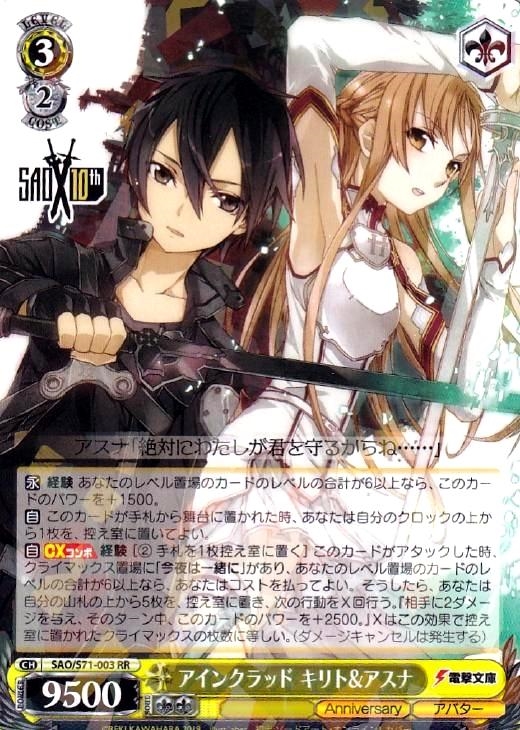 LEVEL
3
2
COST
SAO 10th
アスナ「絶対にわたしが君を守るからね……」
永 経験 あなたのレベル置場のカードのレベルの合計が6以上なら、このカー
ドのパワーを＋1500。
自 このカードが手札から舞台に置かれた時、あなたは自分のクロックの上か
ら1枚を、控え室に置いてよい。
自 CXコンボ 経験 [② 手札を1枚控え室に置く] このカードがアタックした時、
クライマックス置場に「今夜は一緒に」があり、あなたのレベル置場のカードのレベ
ルの合計が6以上なら、あなたはコストを払ってよい。そうしたら、あなたは
自分の山札の上から5枚を、控え室に置き、次の行動をX回行う。『相手に2ダメ
ージを与え、そのターン中、このカードのパワーを＋2500。』Xはこの効果で控え
室に置かれたクライマックスの枚数に等しい。（ダメージキャンセルは発生する）
CH SAO/S71-003 RR
POWER 9500
SOUL
アインクラッド キリト&アスナ
電撃文庫
Anniversary
アバター